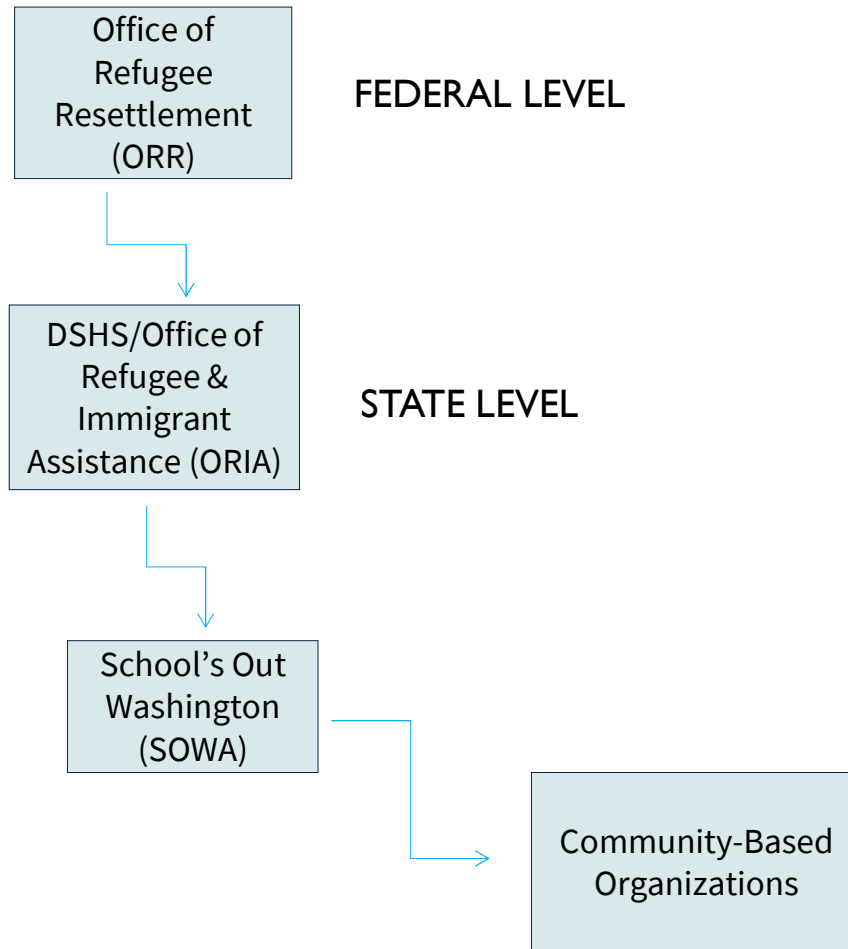 Office of
Refugee
Resettlement
(ORR)
FEDERAL LEVEL
DSHS/Office of
Refugee &
Immigrant
Assistance (ORIA)
STATE LEVEL
School’s Out
Washington
(SOWA)
Community-Based
Organizations